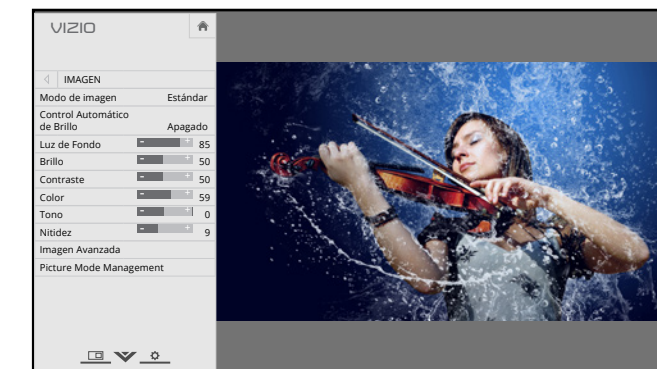 VIZIO
IMAGEN
Modo de imagen Estándar
Control Automático
de Brillo Apagado
Luz de Fondo - + 85
Brillo - + 50
Contraste - + 50
Color - + 59
Tono - + 0
Nitidez - + 9
Imagen Avanzada
Picture Mode Management